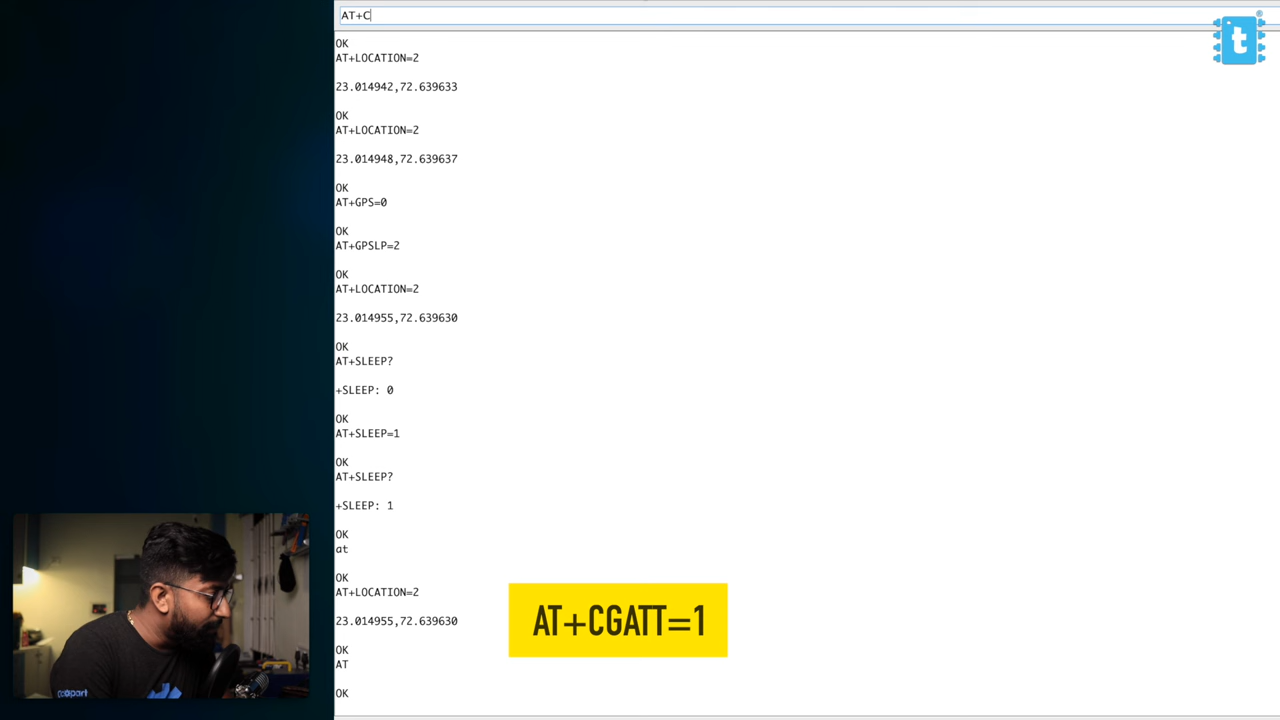 AT+C
OK
AT+LOCATION=2
23.014942,72.639633
OK
AT+LOCATION=2
23.014948,72.639637
OK
AT+GPS=0
OK
AT+GPSLP=2
OK
AT+LOCATION=2
23.014955,72.639630
OK
AT+SLEEP?
+SLEEP: 0
OK
AT+SLEEP=1
OK
AT+SLEEP?
+SLEEP: 1
OK
at
OK
AT+LOCATION=2
23.014955,72.639630
OK
AT
OK
AT+CGATT=1
t
®